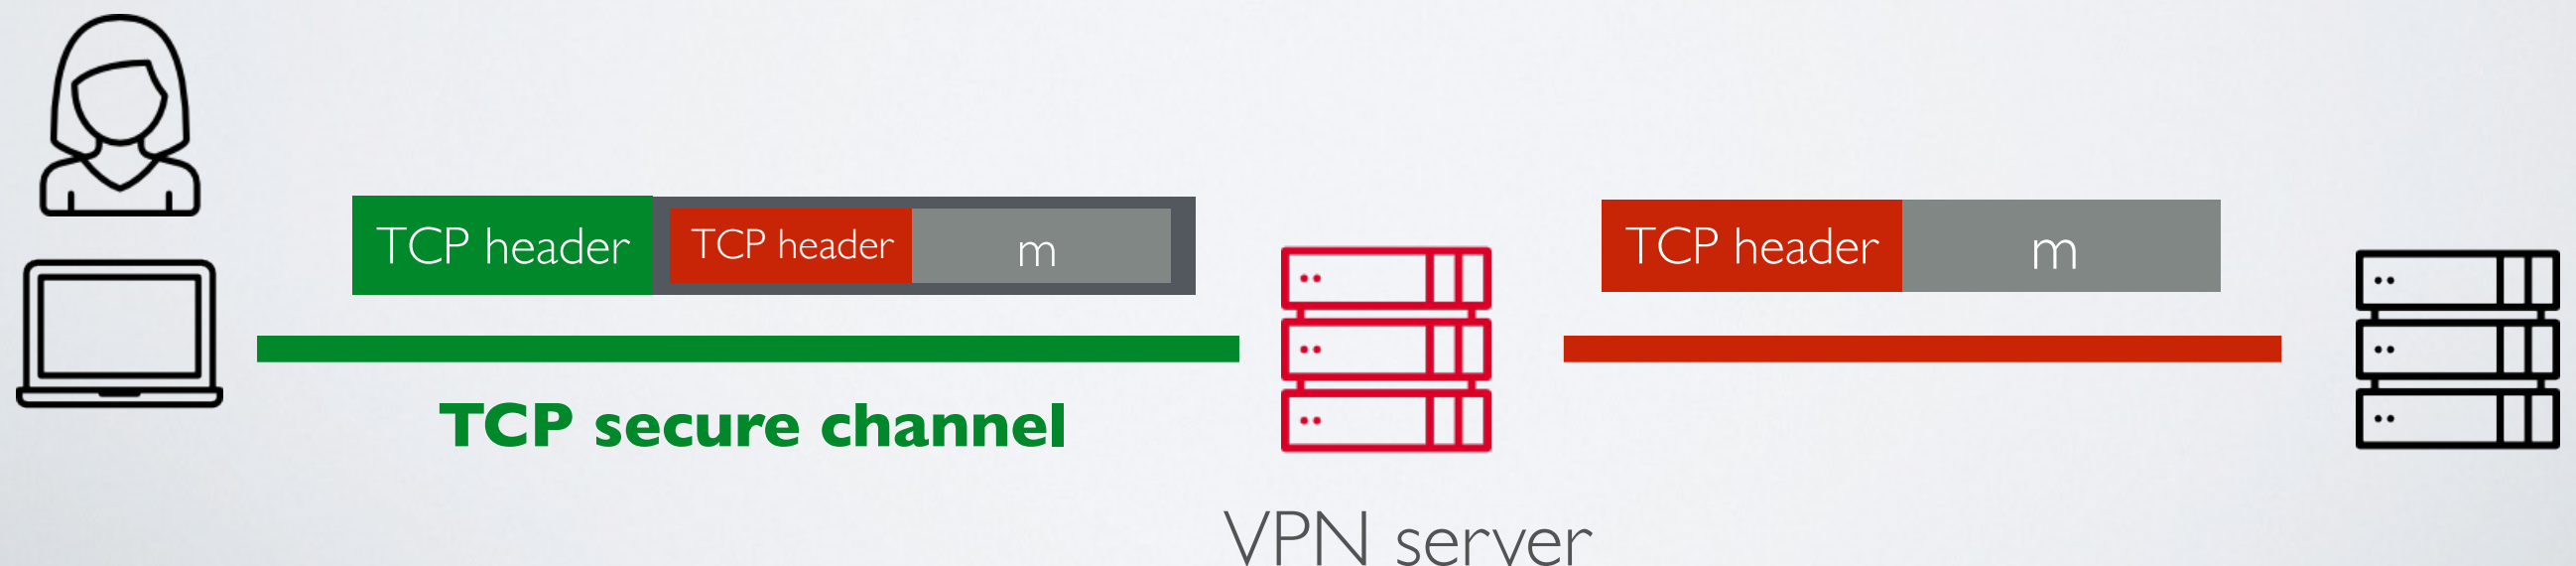 TCP header TCP header m
TCP header m
TCP secure channel
VPN server